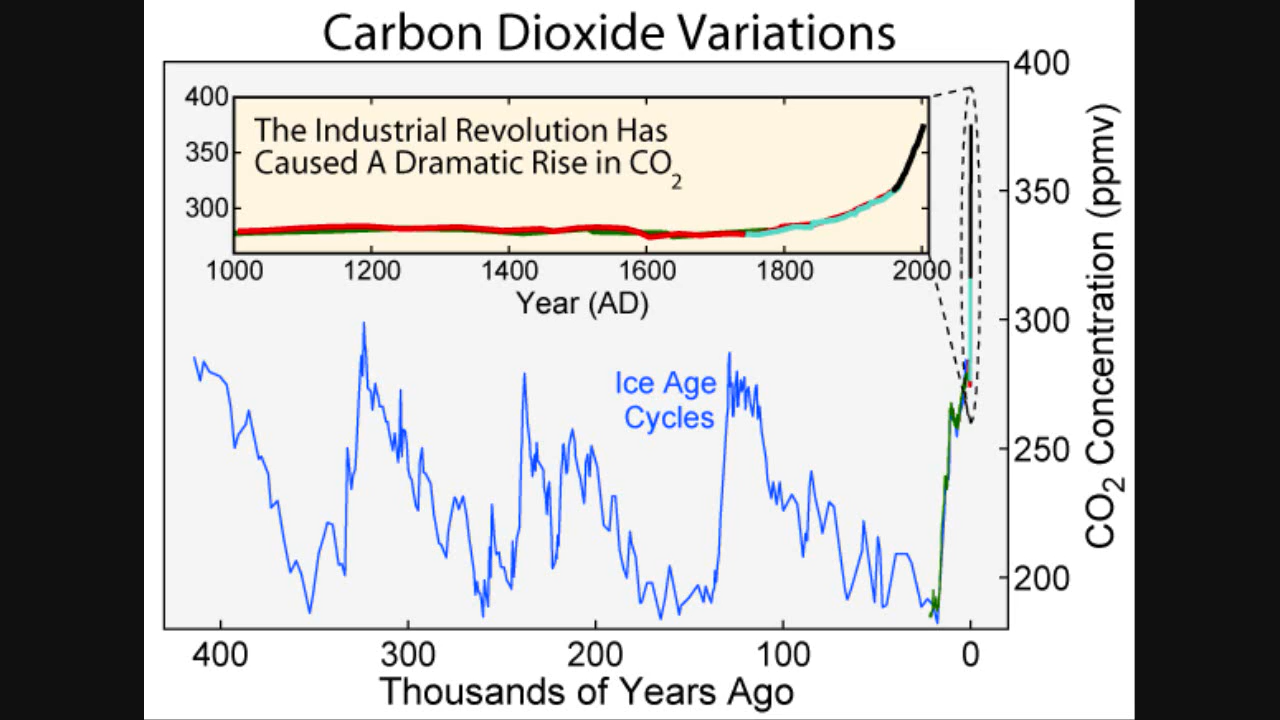 Carbon Dioxide Variations
400
350
300
The Industrial Revolution Has
Caused A Dramatic Rise in CO2
1000 1200 1400 1600 1800 2000
Year (AD)
Ice Age
Cycles
400
350
300
250
200
CO2 Concentration (ppmv)
400 300 200 100 0
Thousands of Years Ago